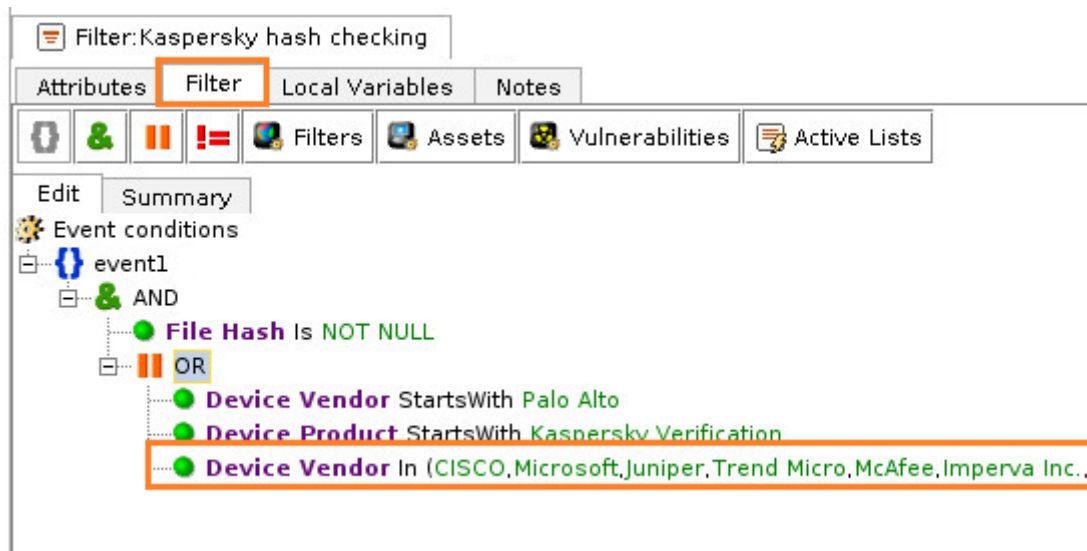 Filter:Kaspersky hash checking
Attributes Filter Local Variables Notes
{} & || != Filters Assets Vulnerabilities Active Lists
Edit Summary
Event conditions
{} event1
& AND
File Hash Is NOT NULL
|| OR
Device Vendor StartsWith Palo Alto
Device Product StartsWith Kaspersky Verification
Device Vendor In (CISCO,Microsoft,Juniper,Trend Micro,McAfee,Imperva Inc.,